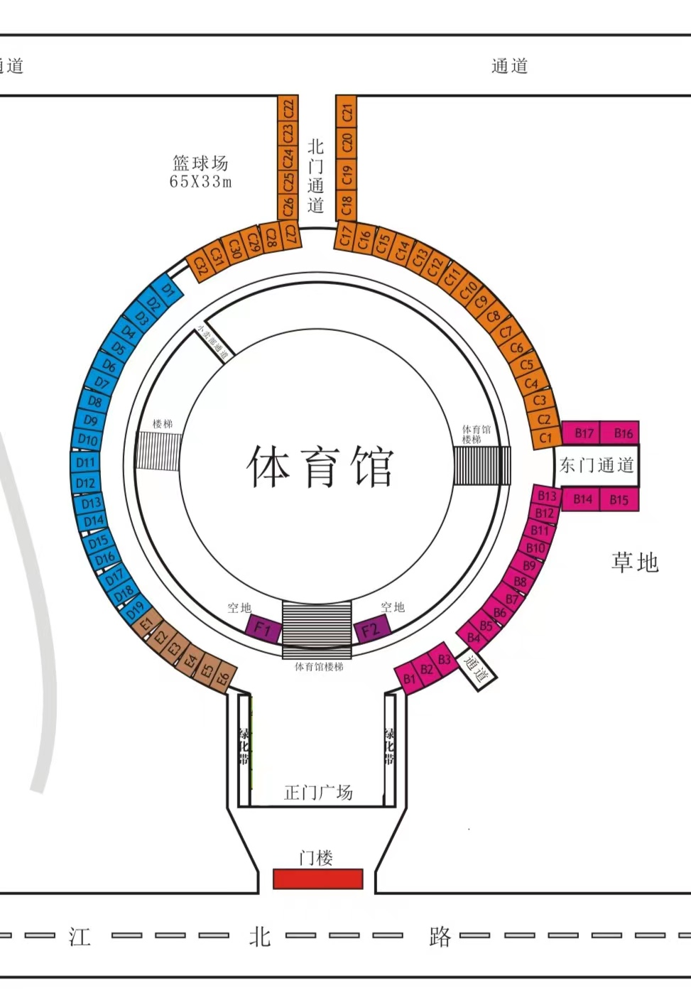 通道
通道
C22
C23
C24
C25
C26
C21
C20
C19
C18
北门通道
篮球场
65X33m
C27
C28
C29
C30
C31
C32
C17
C16
C15
C14
C13
C12
C11
C10
C9
C8
C7
C6
C5
C4
C3
C2
C1
D1
D2
D3
D4
D5
D6
D7
D8
D9
D10
D11
D12
D13
D14
D15
D16
D17
D18
D19
小卖部通道
楼梯
体育馆
楼梯
体育馆
B17
B16
东门通道
B14
B15
B13
B12
B11
B10
B9
B8
B7
B6
B5
B4
草地
空地
空地
F1
F2
体育馆楼梯
E1
E2
E3
E4
E5
E6
B1
B2
B3
通道
绿化带
绿化带
正门广场
门楼
江北路